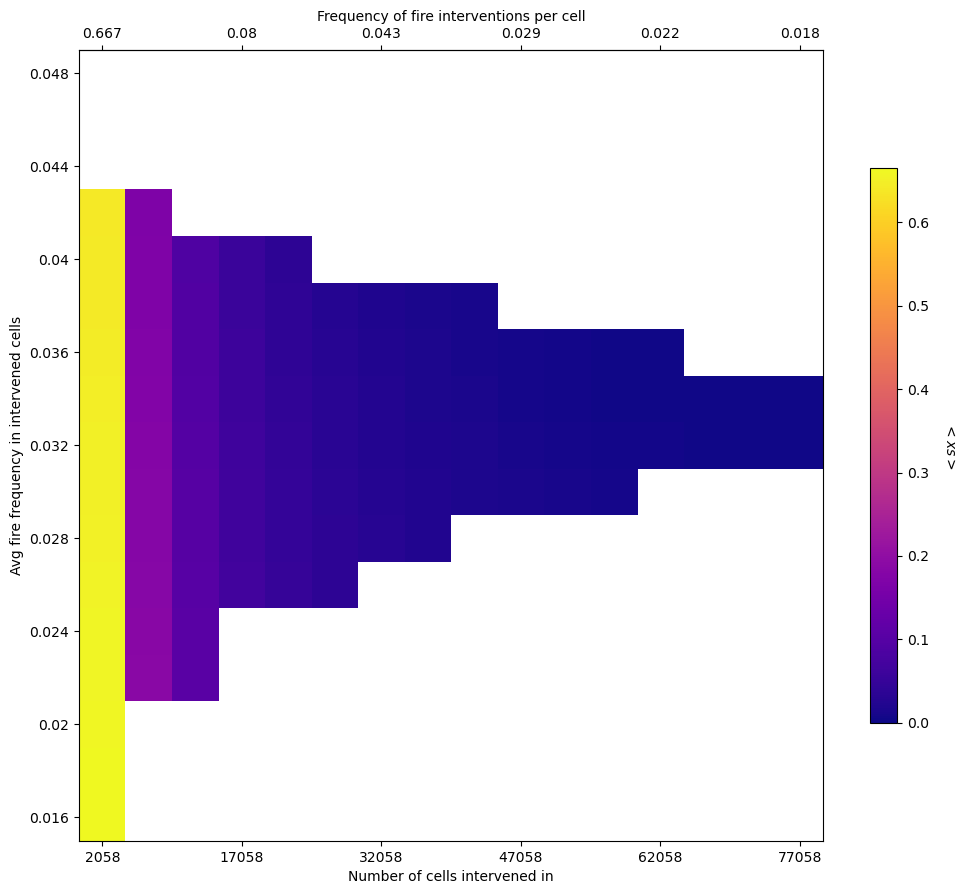 Frequency of fire interventions per cell
0.667 0.08 0.043 0.029 0.022 0.018
Avg fire frequency in intervened cells
0.048
0.044
0.04
0.036
0.032
0.028
0.024
0.02
0.016
2058 17058 32058 47058 62058 77058
Number of cells intervened in
0.6
0.5
0.4
0.3
0.2
0.1
0.0
< sx >